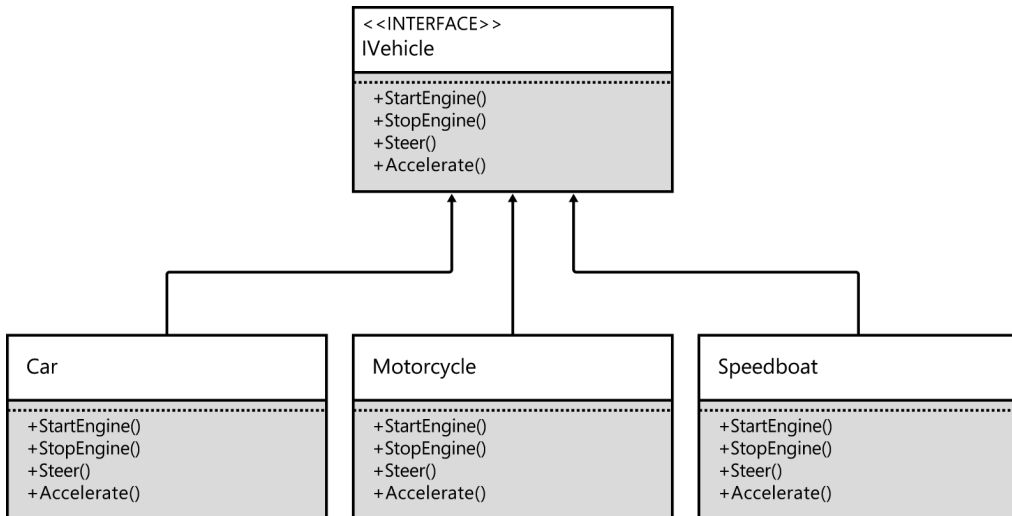 <<INTERFACE>>
IVehicle
+StartEngine()
+StopEngine()
+Steer()
+Accelerate()
Car
+StartEngine()
+StopEngine()
+Steer()
+Accelerate()
Motorcycle
+StartEngine()
+StopEngine()
+Steer()
+Accelerate()
Speedboat
+StartEngine()
+StopEngine()
+Steer()
+Accelerate()